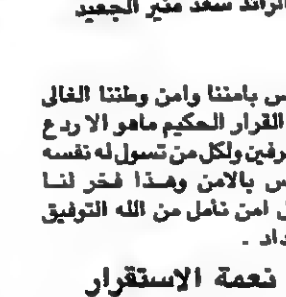 الرائد سعد منير الجعيد
س بامننا وامن وطننا الغالى
القرار الحكيم ماهو الا ردع
رفين ولكل من تسول له نفسه
س بالامن وهذا فخر لنا
امن نامل من الله التوفيق
داد .
نعمة الاستقرار